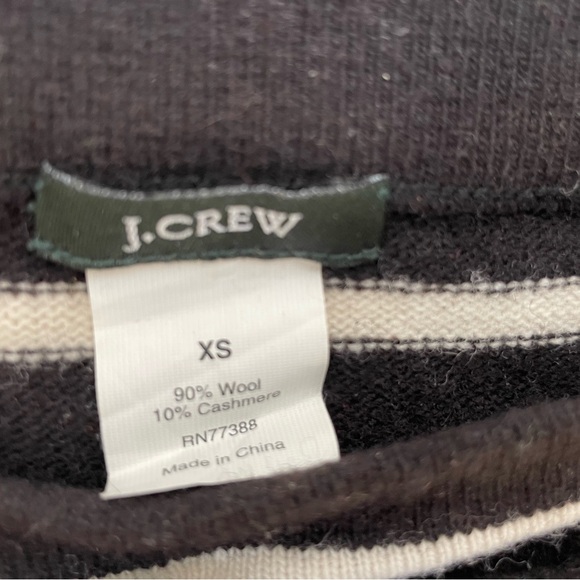 J.CREW
XS
90% Wool
10% Cashmere
RN77388
Made in China